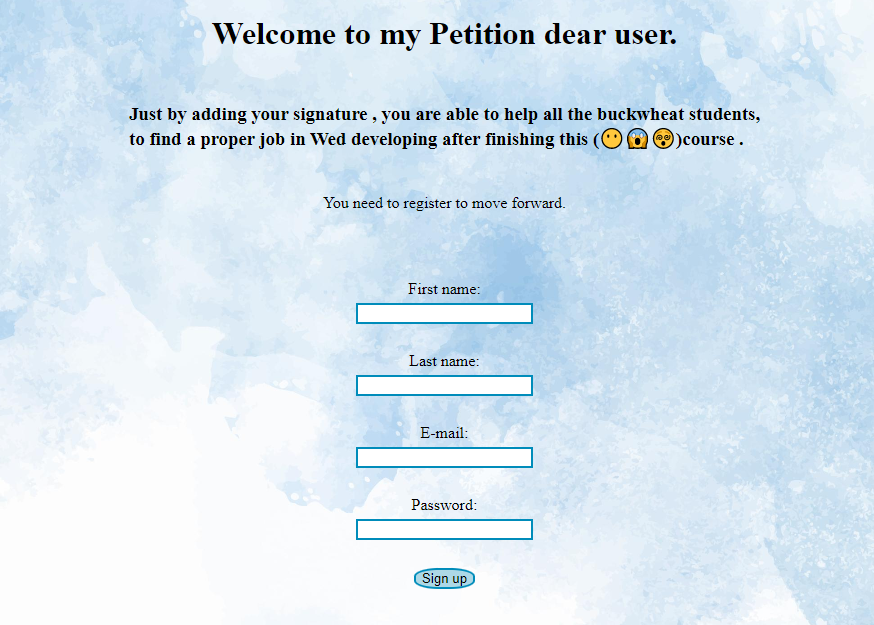 Welcome to my Petition dear user.
Just by adding your signature , you are able to help all the buckwheat students,
to find a proper job in Wed developing after finishing this (😶😱😵‍💫)course .
You need to register to move forward.
First name:
Last name:
E-mail:
Password:
Sign up